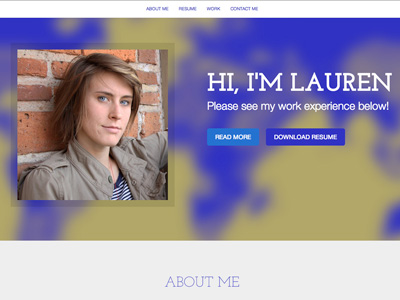 ABOUT ME RESUME WORK CONTACT ME
HI, I'M LAUREN
Please see my work experience below!
READ MORE DOWNLOAD RESUME
ABOUT ME